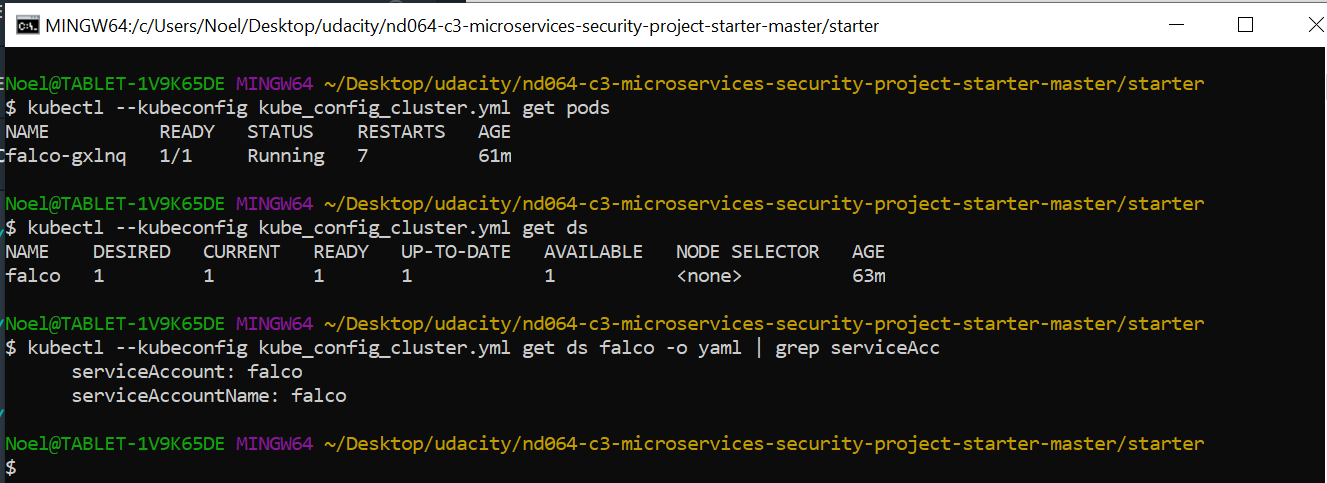 MINGW64:/c/Users/Noel/Desktop/udacity/nd064-c3-microservices-security-project-starter-master/starter
Noel@TABLET-1V9K65DE MINGW64 ~/Desktop/udacity/nd064-c3-microservices-security-project-starter-master/starter
$ kubectl --kubeconfig kube_config_cluster.yml get pods
NAME READY STATUS RESTARTS AGE
falco-gxlnq 1/1 Running 7 61m
Noel@TABLET-1V9K65DE MINGW64 ~/Desktop/udacity/nd064-c3-microservices-security-project-starter-master/starter
$ kubectl --kubeconfig kube_config_cluster.yml get ds
NAME DESIRED CURRENT READY UP-TO-DATE AVAILABLE NODE SELECTOR AGE
falco 1 1 1 1 1 <none> 63m
Noel@TABLET-1V9K65DE MINGW64 ~/Desktop/udacity/nd064-c3-microservices-security-project-starter-master/starter
$ kubectl --kubeconfig kube_config_cluster.yml get ds falco -o yaml | grep serviceAcc
serviceAccount: falco
serviceAccountName: falco
Noel@TABLET-1V9K65DE MINGW64 ~/Desktop/udacity/nd064-c3-microservices-security-project-starter-master/starter
$